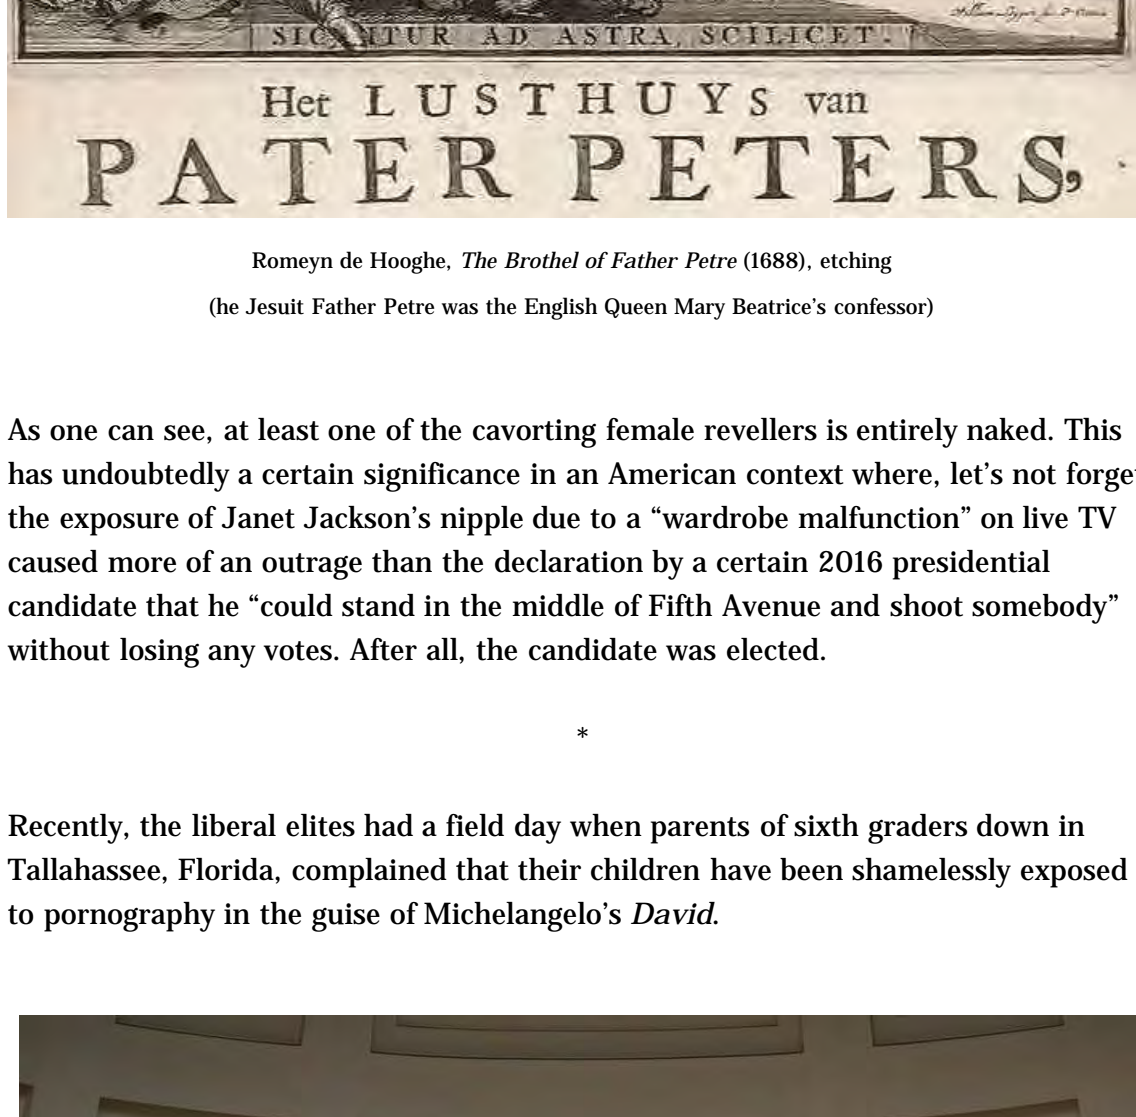 SIC ITUR AD ASTRA, SCILICET.
Het LUSTHUYS van
PATER PETERS,
Romeyn de Hooghe, The Brothel of Father Petre (1688), etching
(he Jesuit Father Petre was the English Queen Mary Beatrice’s confessor)
As one can see, at least one of the cavorting female revellers is entirely naked. This
has undoubtedly a certain significance in an American context where, let’s not forget
the exposure of Janet Jackson’s nipple due to a “wardrobe malfunction” on live TV
caused more of an outrage than the declaration by a certain 2016 presidential
candidate that he “could stand in the middle of Fifth Avenue and shoot somebody”
without losing any votes. After all, the candidate was elected.
*
Recently, the liberal elites had a field day when parents of sixth graders down in
Tallahassee, Florida, complained that their children have been shamelessly exposed
to pornography in the guise of Michelangelo’s David.